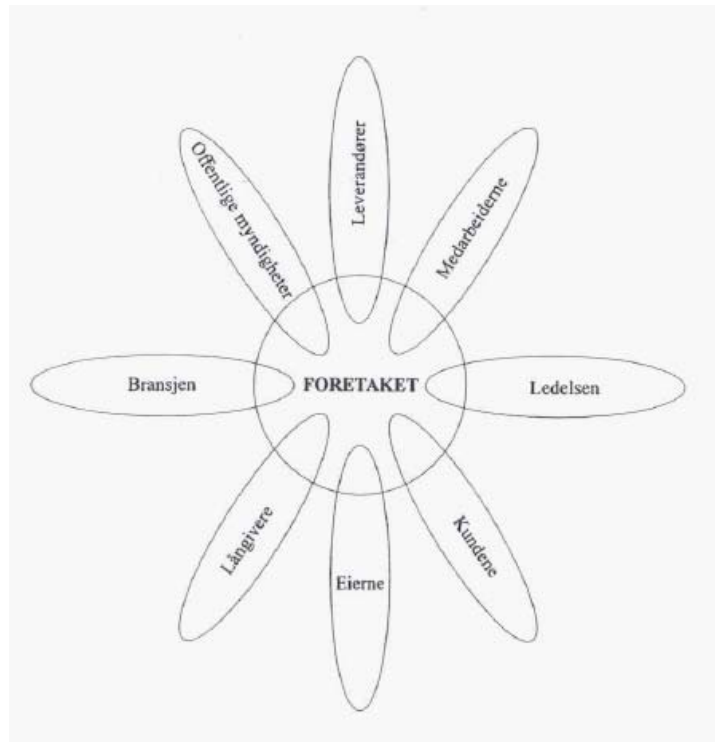 Leverandører
Offentlige myndigheter
Medarbeiderne
Bransjen
FORETAKET
Ledelsen
Långivere
Kundene
Eierne